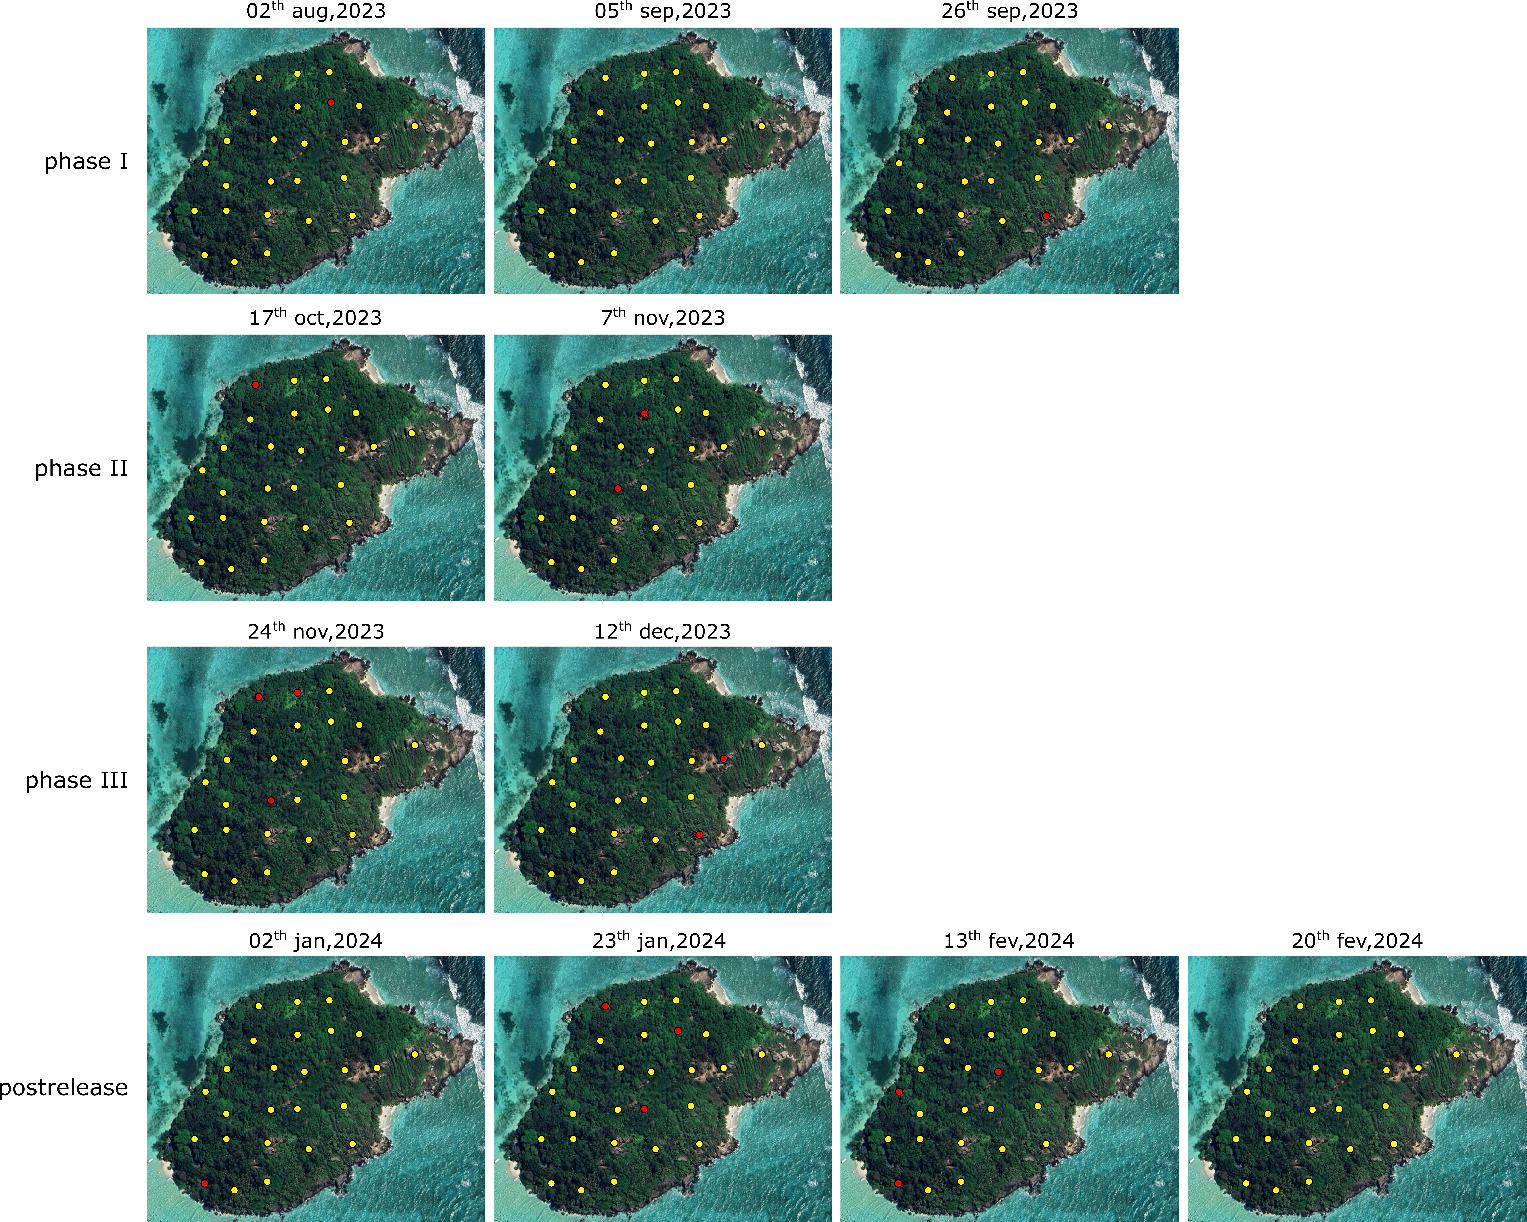 02th aug,2023 05th sep,2023 26th sep,2023
phase I
17th oct,2023 7th nov,2023
phase II
24th nov,2023 12th dec,2023
phase III
02th jan,2024 23th jan,2024 13th fev,2024 20th fev,2024
postrelease